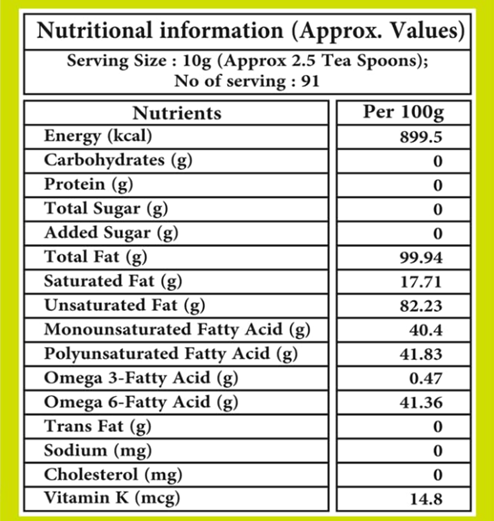 Nutritional information (Approx. Values)
Serving Size : 10g (Approx 2.5 Tea Spoons);
No of serving : 91
Nutrients Per 100g
Energy (kcal) 899.5
Carbohydrates (g) 0
Protein (g) 0
Total Sugar (g) 0
Added Sugar (g) 0
Total Fat (g) 99.94
Saturated Fat (g) 17.71
Unsaturated Fat (g) 82.23
Monounsaturated Fatty Acid (g) 40.4
Polyunsaturated Fatty Acid (g) 41.83
Omega 3-Fatty Acid (g) 0.47
Omega 6-Fatty Acid (g) 41.36
Trans Fat (g) 0
Sodium (mg) 0
Cholesterol (mg) 0
Vitamin K (mcg) 14.8